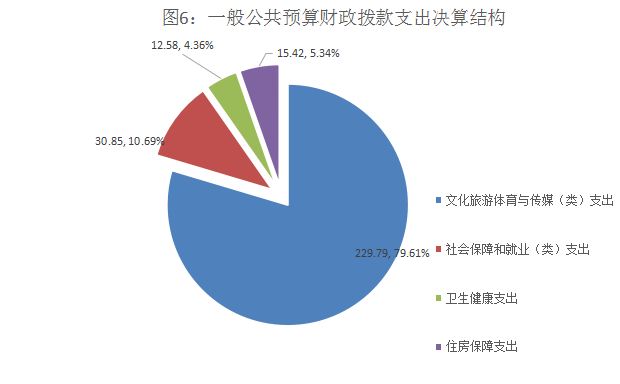 图6：一般公共预算财政拨款支出决算结构
12.58, 4.36%
15.42, 5.34%
30.85, 10.69%
229.79, 79.61%
文化旅游体育与传媒（类）支出
社会保障和就业（类）支出
卫生健康支出
住房保障支出